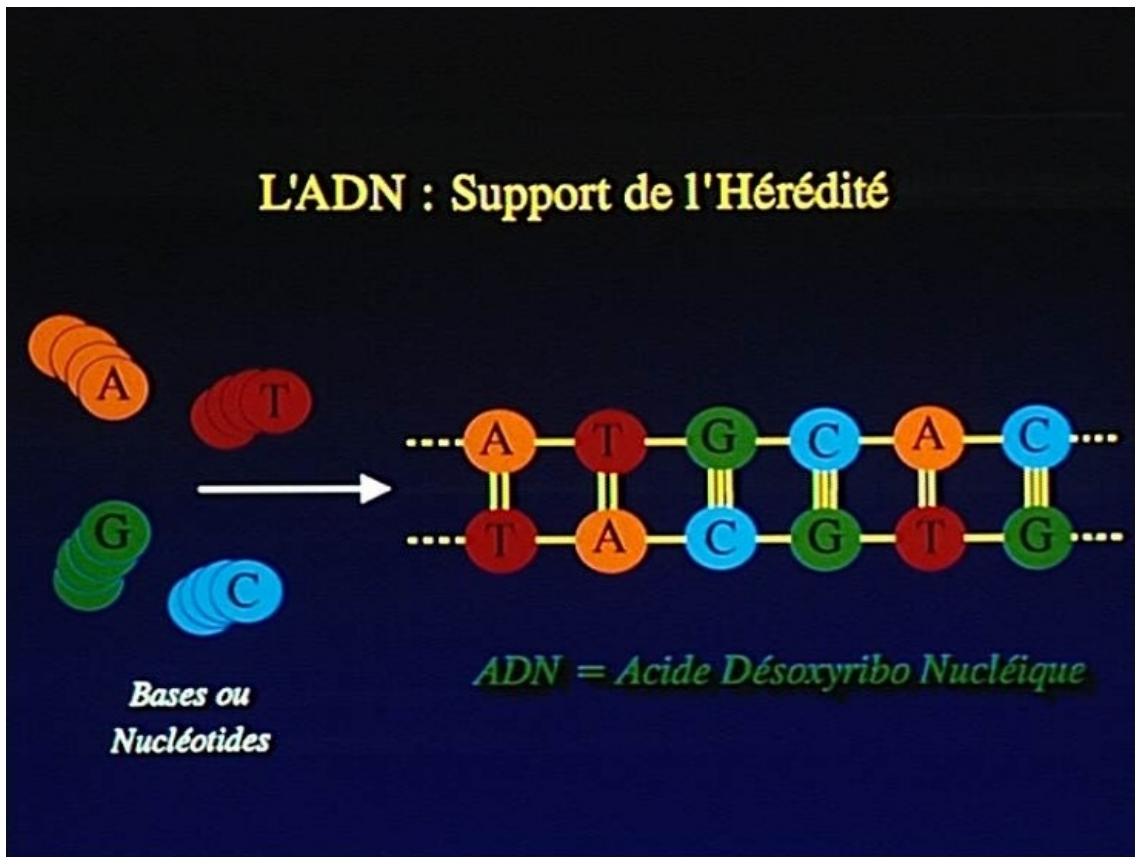 L'ADN : Support de l'Hérédité
A
T
G
C
A T G C A C
T A C G T G
Bases ou
Nucléotides
ADN = Acide Désoxyribo Nucléique